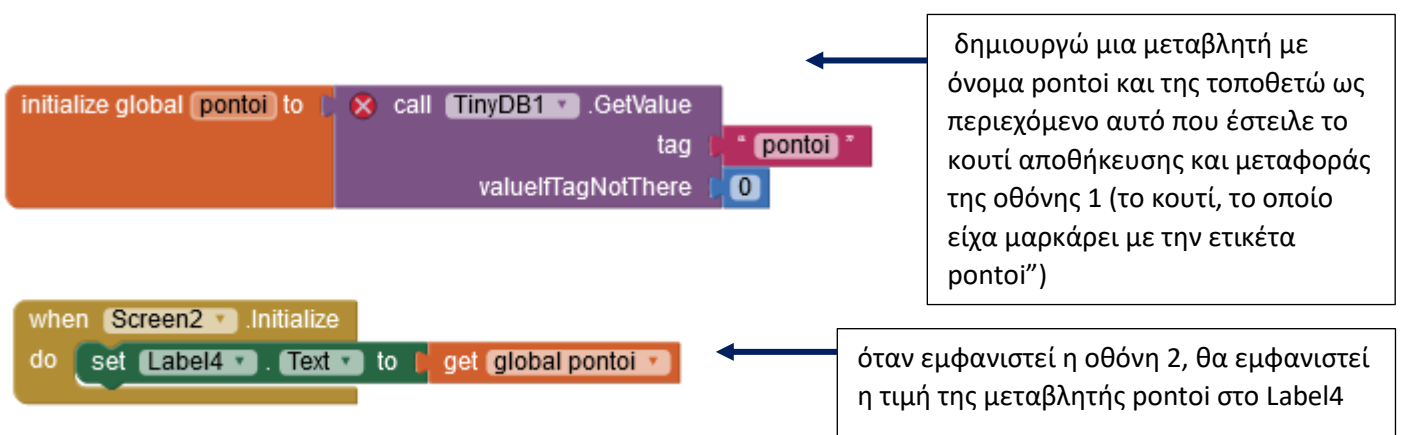 δημιουργώ μια μεταβλητή με
όνομα pontoi και της τοποθετώ ως
περιεχόμενο αυτό που έστειλε το
κουτί αποθήκευσης και μεταφοράς
της οθόνης 1 (το κουτί, το οποίο
είχα μαρκάρει με την ετικέτα
pontoi”)
initialize global pontoi to call TinyDB1 .GetValue
tag " pontoi "
valueIfTagNotThere 0
when Screen2 .Initialize
do set Label4 . Text to get global pontoi
όταν εμφανιστεί η οθόνη 2, θα εμφανιστεί
η τιμή της μεταβλητής pontoi στο Label4